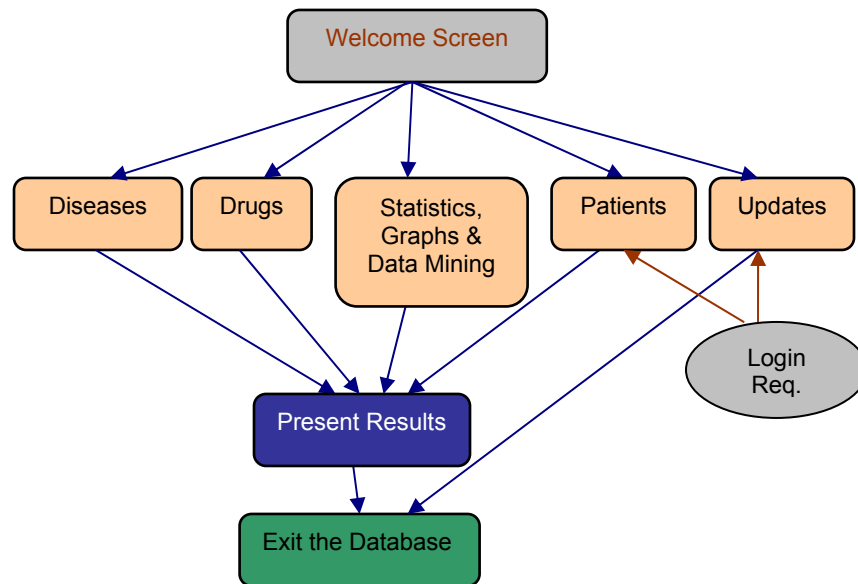 Welcome Screen
Diseases
Drugs
Statistics,
Graphs &
Data Mining
Patients
Updates
Login
Req.
Present Results
Exit the Database